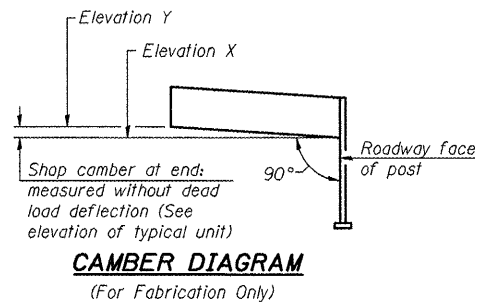 Elevation Y
Elevation X
Shop camber at end:
measured without dead
load deflection (See
elevation of typical unit)
90°
Roadway face
of post
CAMBER DIAGRAM
(For Fabrication Only)